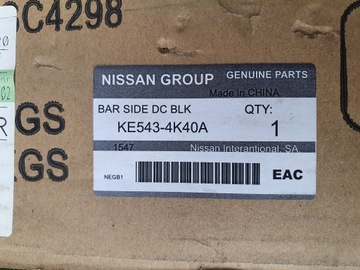 C4298
NISSAN GROUP GENUINE PARTS
Made in CHINA
BAR SIDE DC BLK QTY:
KE543-4K40A 1
1547 Nissan Interantional, SA
NEGB1 EAC
GS
R
GS